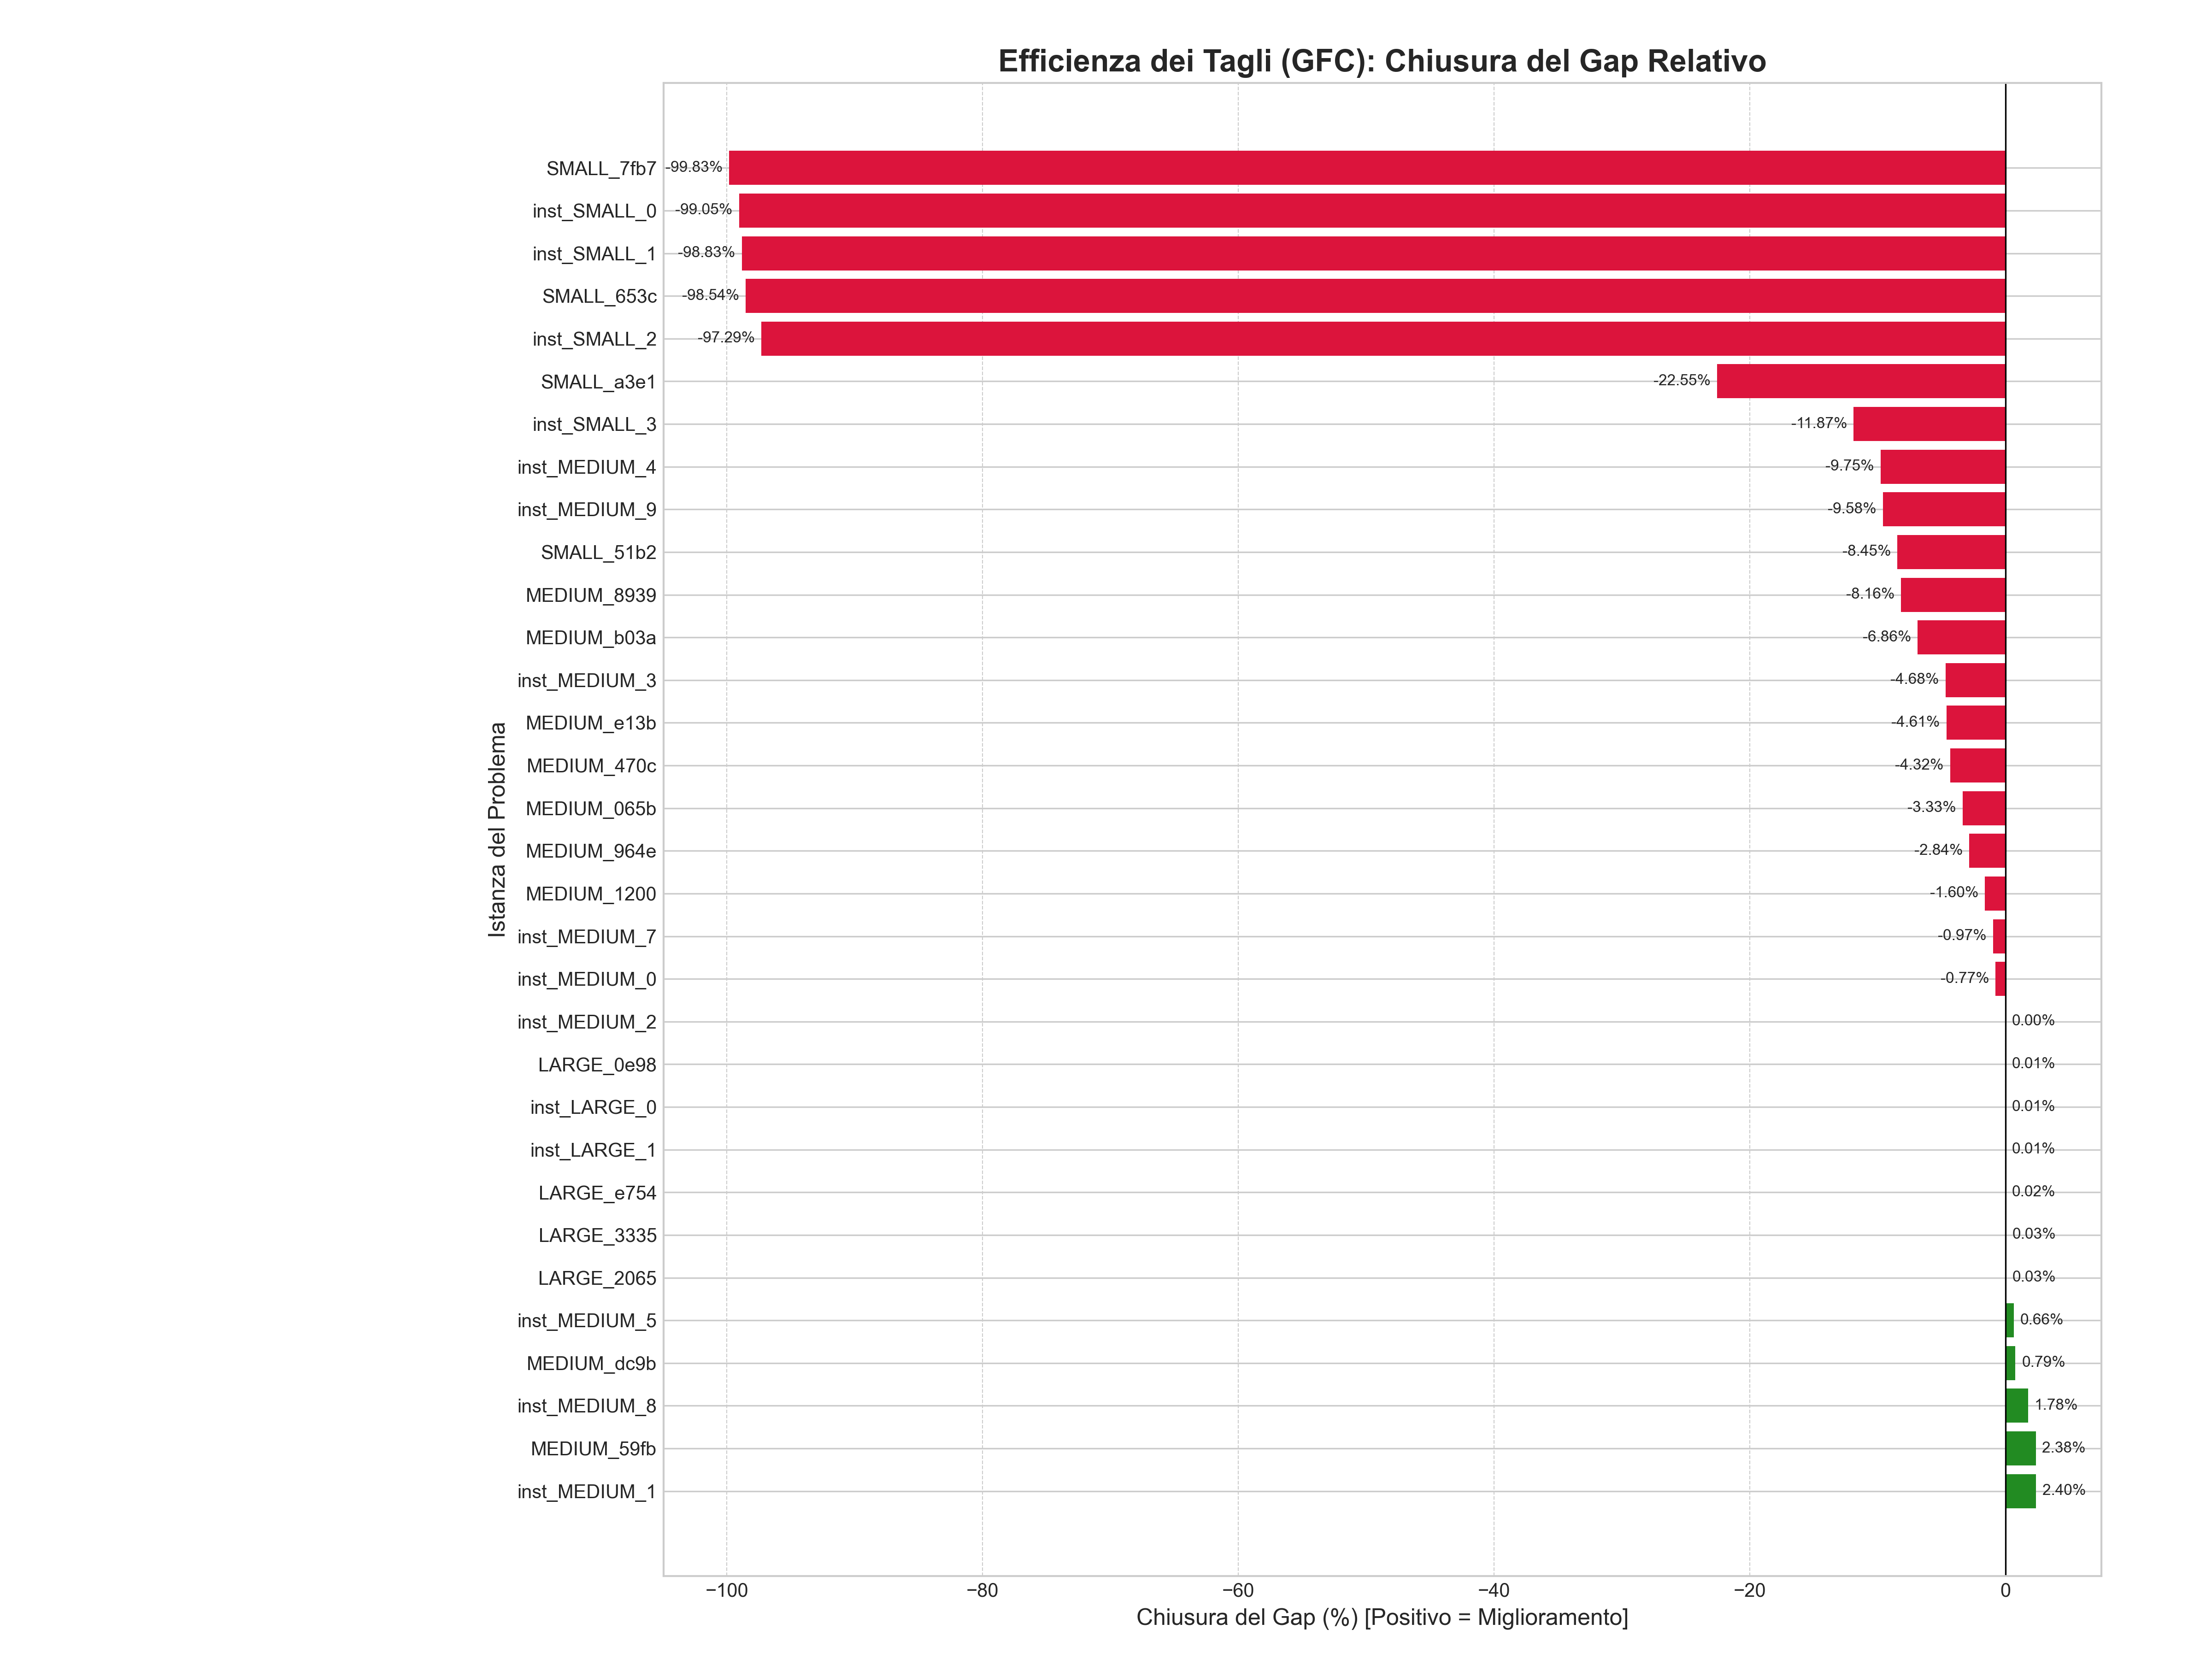 Efficienza dei Tagli (GFC): Chiusura del Gap Relativo
Istanza del Problema
SMALL_7fb7 -99.83%
inst_SMALL_0 -99.05%
inst_SMALL_1 -98.83%
SMALL_653c -98.54%
inst_SMALL_2 -97.29%
SMALL_a3e1 -22.55%
inst_SMALL_3 -11.87%
inst_MEDIUM_4 -9.75%
inst_MEDIUM_9 -9.58%
SMALL_51b2 -8.45%
MEDIUM_8939 -8.16%
MEDIUM_b03a -6.86%
inst_MEDIUM_3 -4.68%
MEDIUM_e13b -4.61%
MEDIUM_470c -4.32%
MEDIUM_065b -3.33%
MEDIUM_964e -2.84%
MEDIUM_1200 -1.60%
inst_MEDIUM_7 -0.97%
inst_MEDIUM_0 -0.77%
inst_MEDIUM_2 0.00%
LARGE_0e98 0.01%
inst_LARGE_0 0.01%
inst_LARGE_1 0.01%
LARGE_e754 0.02%
LARGE_3335 0.03%
LARGE_2065 0.03%
inst_MEDIUM_5 0.66%
MEDIUM_dc9b 0.79%
inst_MEDIUM_8 1.78%
MEDIUM_59fb 2.38%
inst_MEDIUM_1 2.40%
−100 −80 −60 −40 −20 0
Chiusura del Gap (%) [Positivo = Miglioramento]